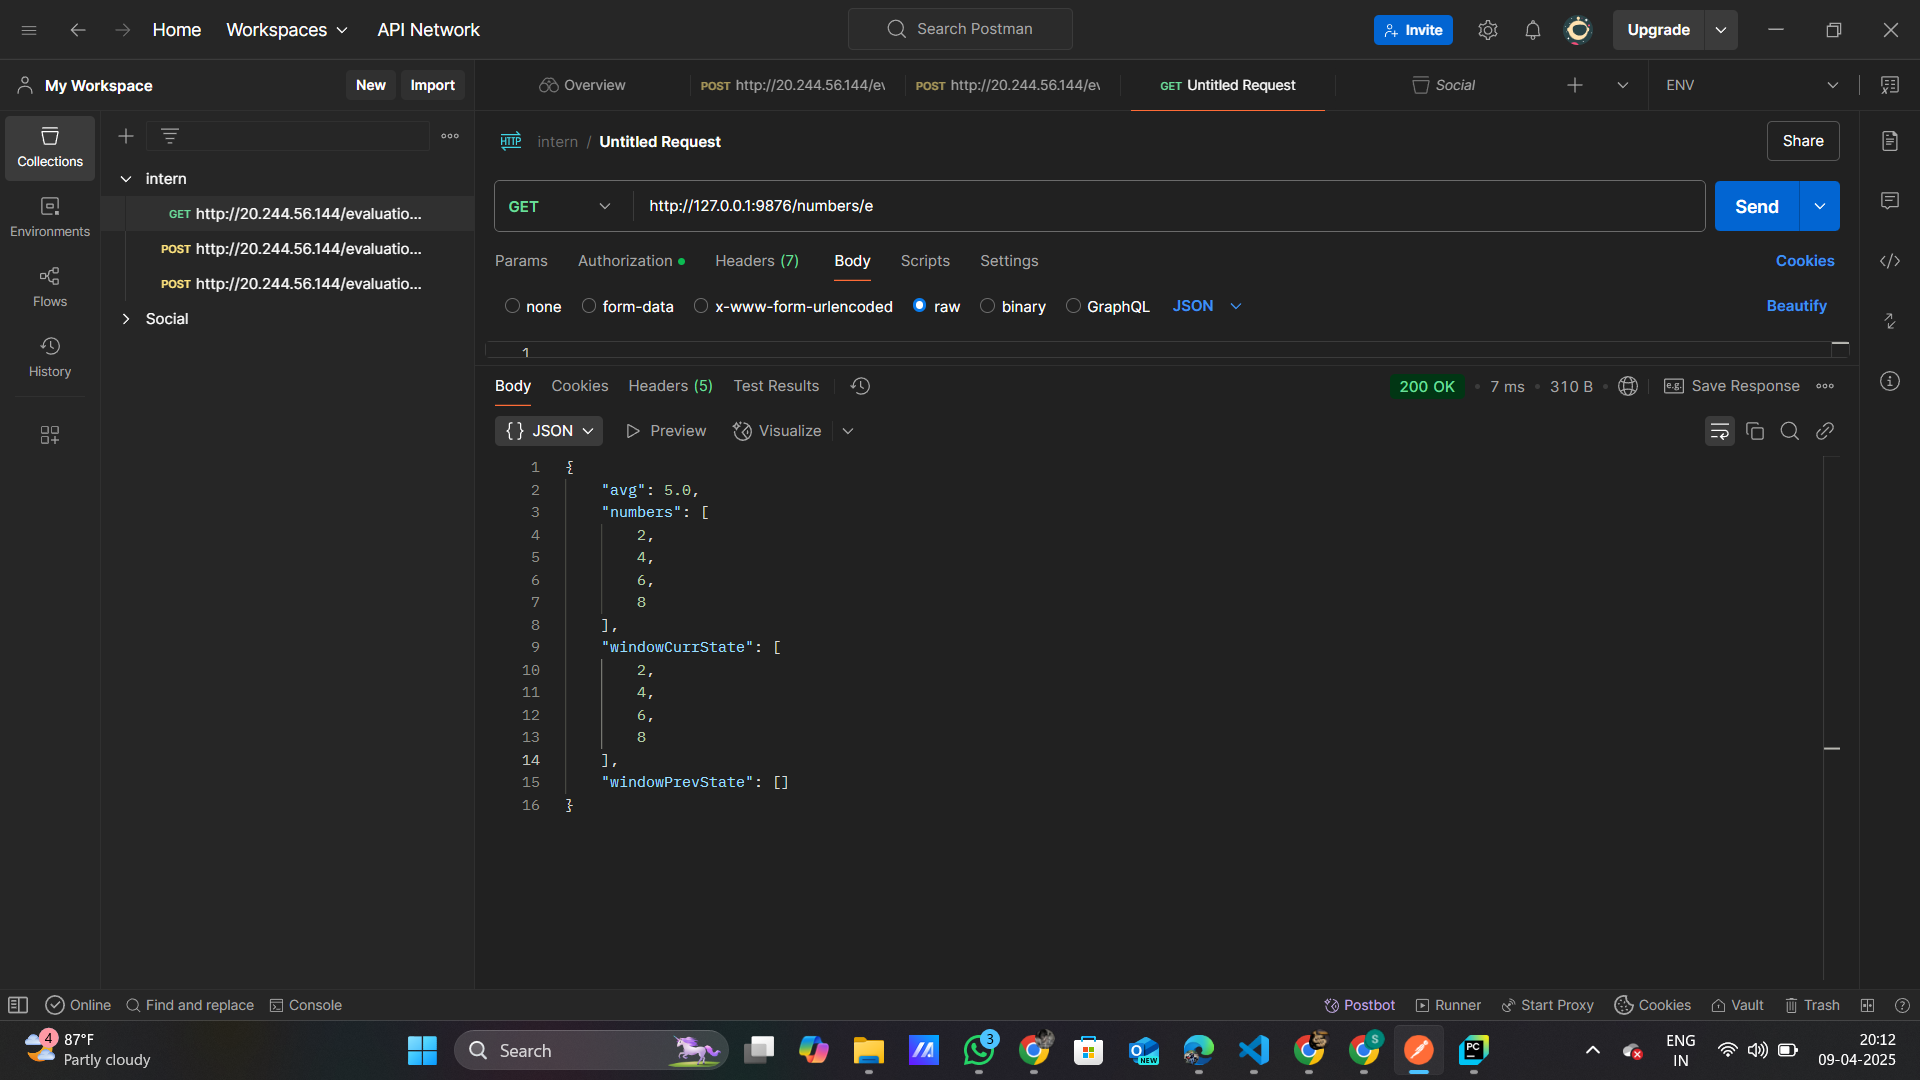 Home
Workspaces
API Network
Search Postman
Invite
Upgrade
My Workspace
New
Import
Overview
POST http://20.244.56.144/ev
POST http://20.244.56.144/ev
GET Untitled Request
Social
ENV
Collections
Environments
Flows
History
intern
GET http://20.244.56.144/evaluatio...
POST http://20.244.56.144/evaluatio...
POST http://20.244.56.144/evaluatio...
Social
HTTP intern / Untitled Request
Share
GET
http://127.0.0.1:9876/numbers/e
Send
Params Authorization Headers (7) Body Scripts Settings
Cookies
none form-data x-www-form-urlencoded raw binary GraphQL JSON
Beautify
1
Body Cookies Headers (5) Test Results
200 OK • 7 ms • 310 B • e.g. Save Response
{} JSON Preview Visualize
1 {
2 "avg": 5.0,
3 "numbers": [
4 2,
5 4,
6 6,
7 8
8 ],
9 "windowCurrState": [
10 2,
11 4,
12 6,
13 8
14 ],
15 "windowPrevState": []
16 }
Online Find and replace Console
Postbot Runner Start Proxy Cookies Vault Trash
4
87°F
Partly cloudy
Search
3
NEW
S
PC
ENG
IN
20:12
09-04-2025